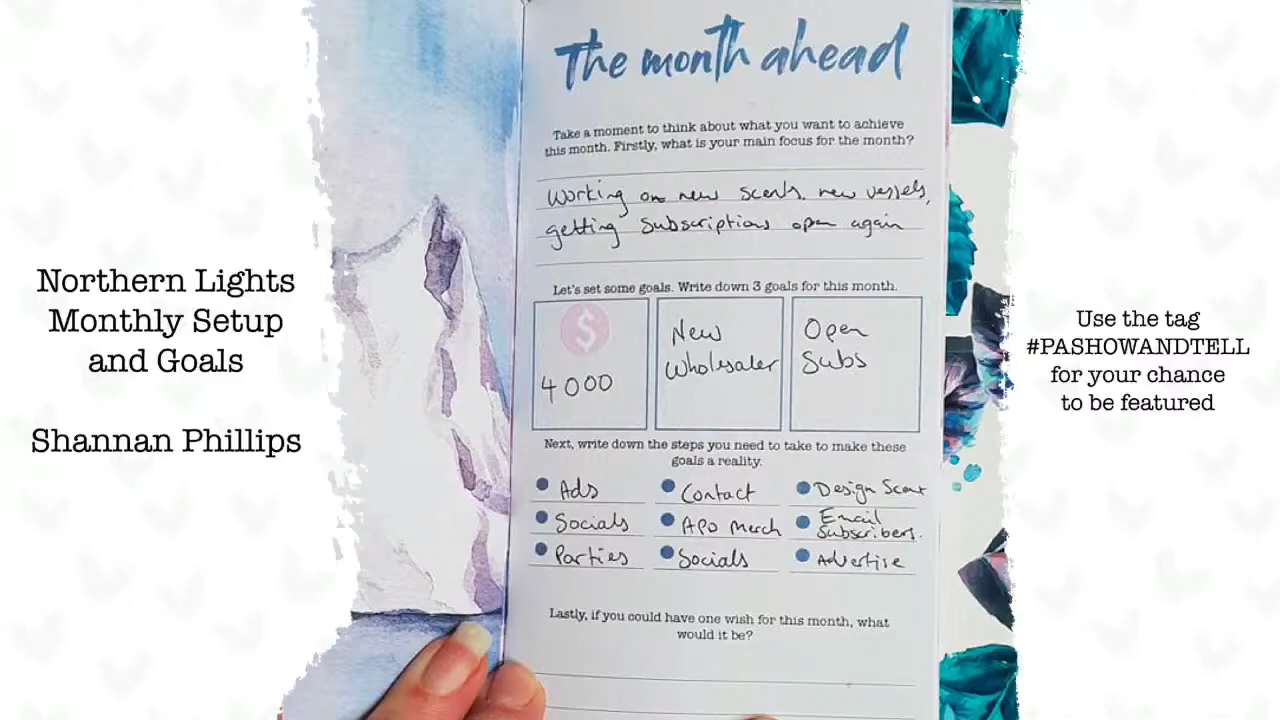 Northern Lights
Monthly Setup
and Goals
Shannan Phillips
The month ahead
Take a moment to think about what you want to achieve
this month. Firstly, what is your main focus for the month?
Working on new scents, new vessels,
getting Subscriptions open again
Let's set some goals. Write down 3 goals for this month.
$
4000
New
Wholesaler
Open
Subs
Next, write down the steps you need to take to make these
goals a reality.
Ads
Contact
Design Scent
Socials
APO Merch
Email
Subscribers.
Parties
Socials
Advertise
Lastly, if you could have one wish for this month, what
would it be?
Use the tag
#PASHOWANDTELL
for your chance
to be featured